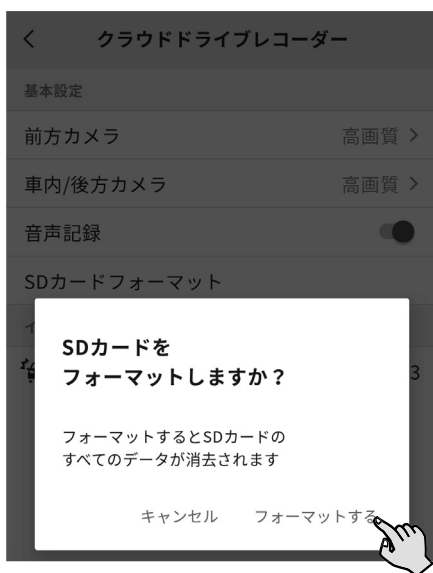 クラウドドライブレコーダー
基本設定
前方カメラ 高画質
車内/後方カメラ 高画質
音声記録
SDカードフォーマット
イ
SDカードを
フォーマットしますか？
3
フォーマットするとSDカードの
すべてのデータが消去されます
キャンセル フォーマットする